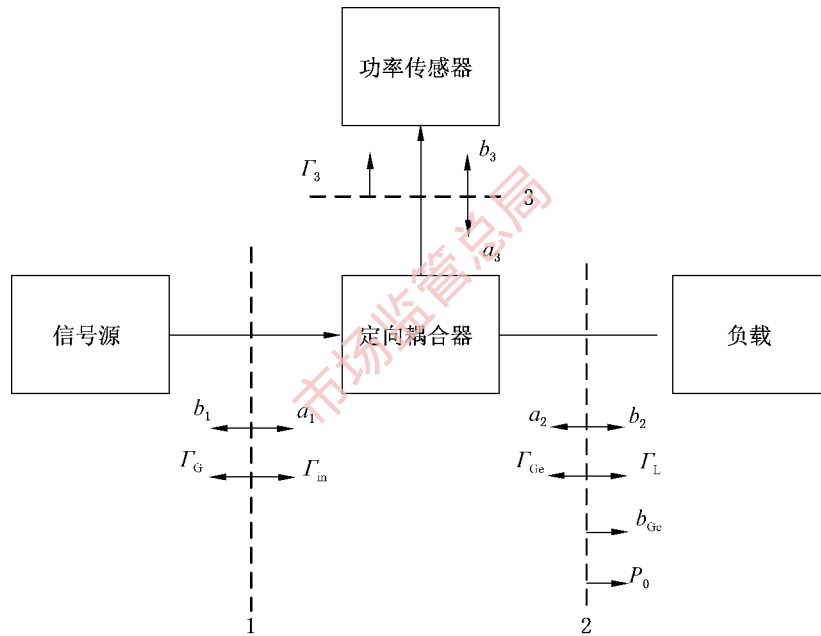 功率传感器
Γ3
b3
3
a3
信号源
定向耦合器
负载
b1
a1
a2
b2
ΓG
Γin
ΓGe
ΓL
bGe
P0
1
2
市场监管总局